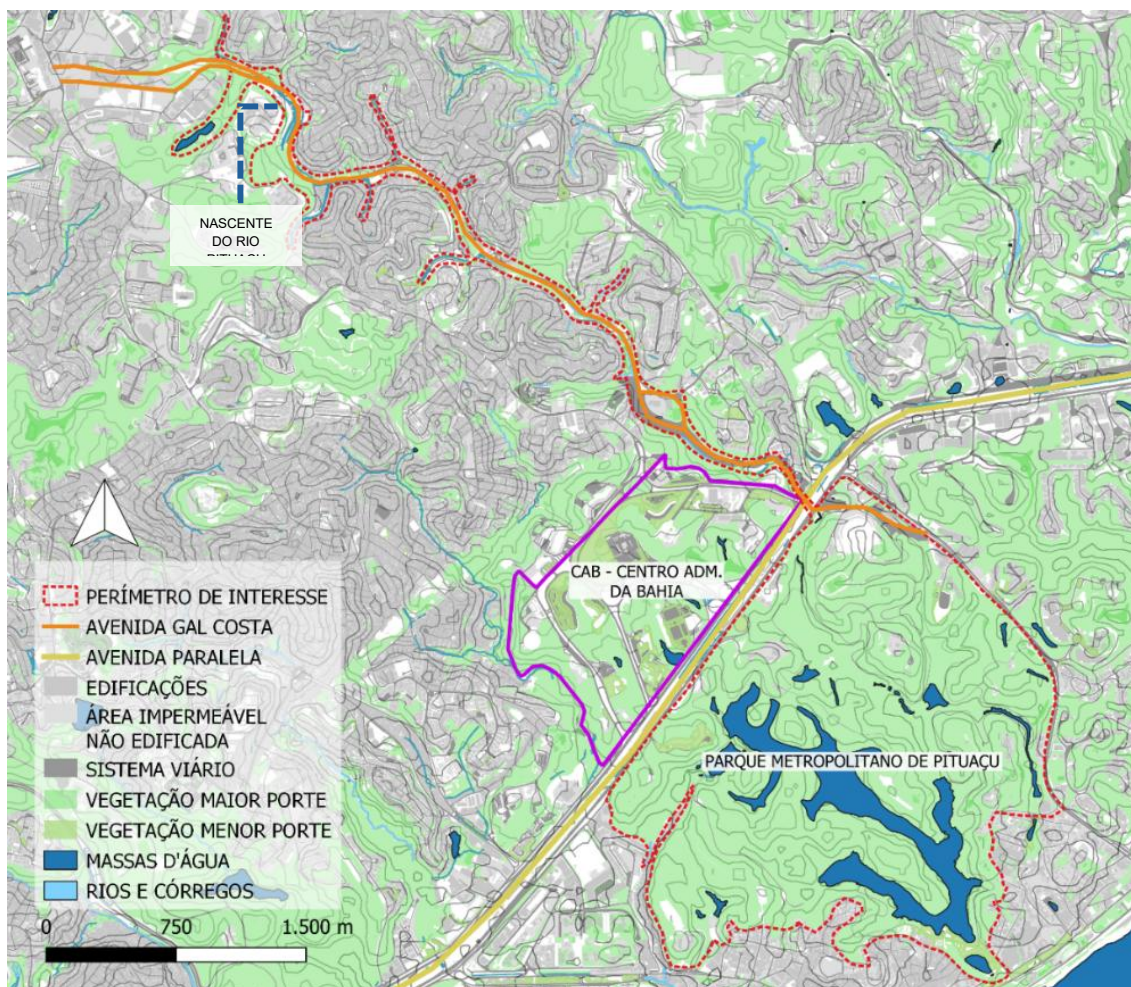 NASCENTE
DO RIO
CAB - CENTRO ADM.
DA BAHIA
PARQUE METROPOLITANO DE PITUAÇU
PERÍMETRO DE INTERESSE
AVENIDA GAL COSTA
AVENIDA PARALELA
EDIFICAÇÕES
ÁREA IMPERMEÁVEL
NÃO EDIFICADA
SISTEMA VIÁRIO
VEGETAÇÃO MAIOR PORTE
VEGETAÇÃO MENOR PORTE
MASSAS D'ÁGUA
RIOS E CÓRREGOS
0 750 1.500 m